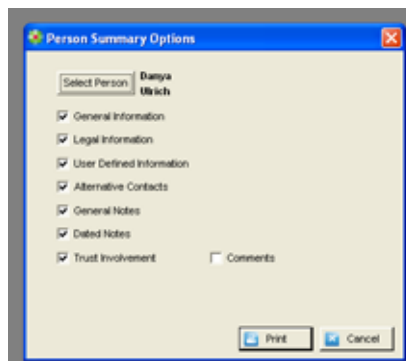 Person Summary Options
Select Person
Danya
Ulrich
General Information
Legal Information
User Defined Information
Alternative Contacts
General Notes
Dated Notes
Trust Involvement Comments
Print Cancel